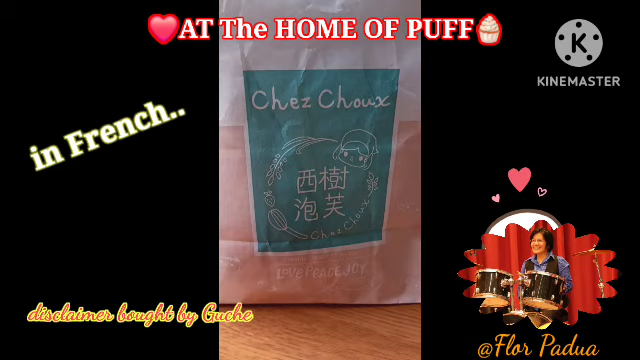 ❤AT The HOME OF PUFF🧁
KINEMASTER
in French..
Chez Choux
西樹
泡芙
Chez Choux
LOVE PEACE JOY
disclaimer bought by Guche
@Flor Padua